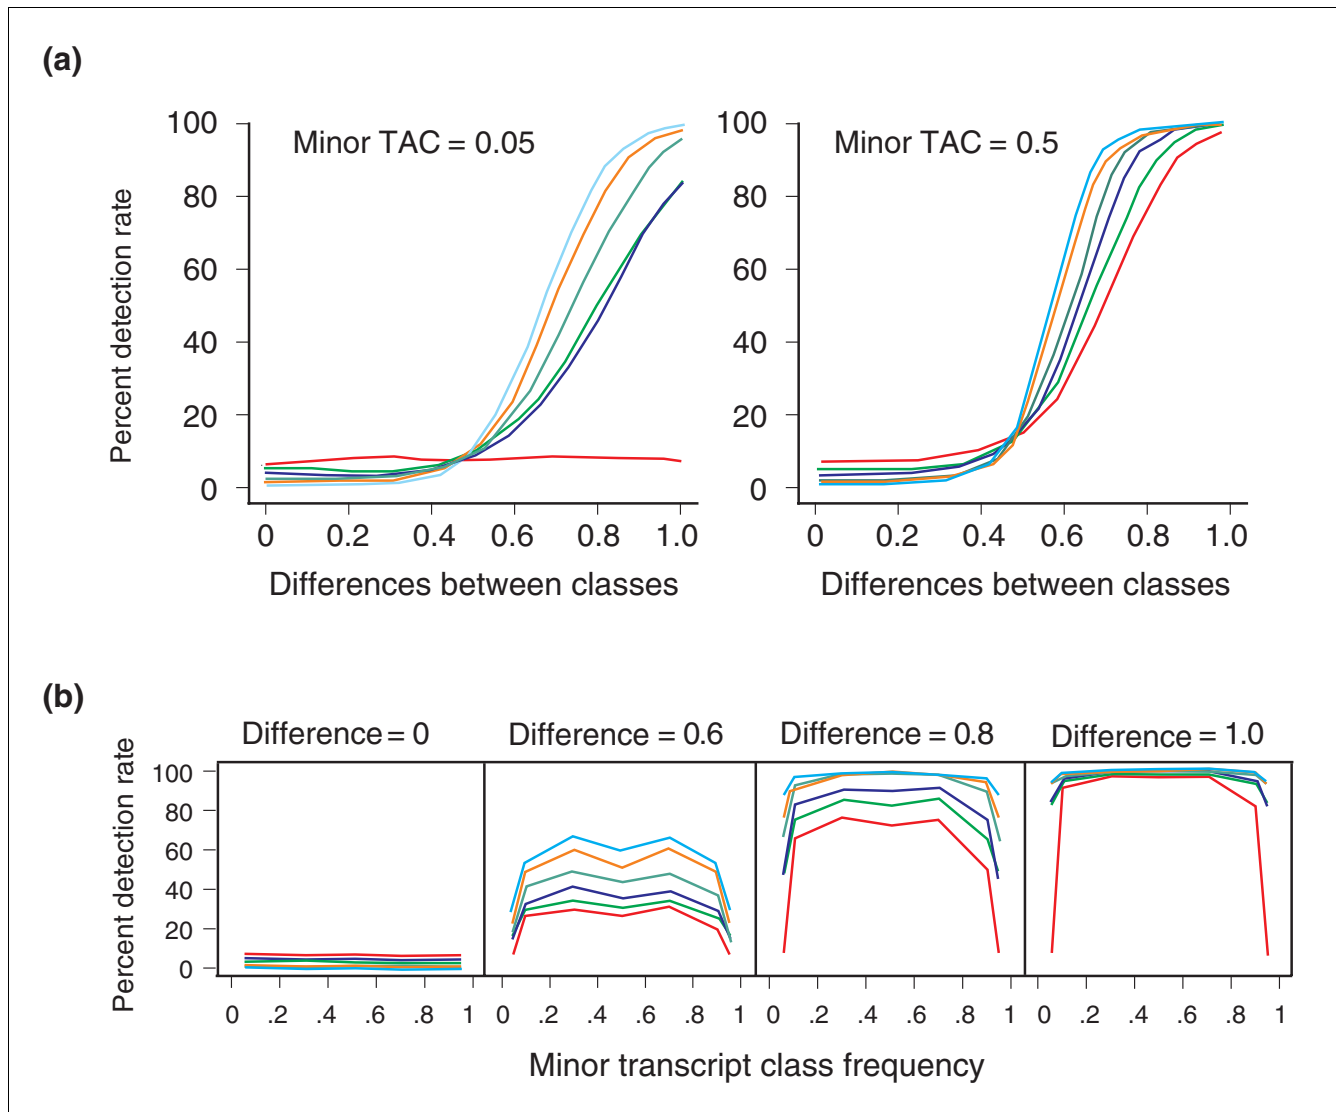 (a)
Minor TAC = 0.05
Minor TAC = 0.5
Percent detection rate
100
80
60
40
20
0
0 0.2 0.4 0.6 0.8 1.0
Differences between classes
100
80
60
40
20
0
0 0.2 0.4 0.6 0.8 1.0
Differences between classes
(b)
Difference = 0
Difference = 0.6
Difference = 0.8
Difference = 1.0
Percent detection rate
100
80
60
40
20
0
0 .2 .4 .6 .8 1
0 .2 .4 .6 .8 1
0 .2 .4 .6 .8 1
0 .2 .4 .6 .8 1
Minor transcript class frequency